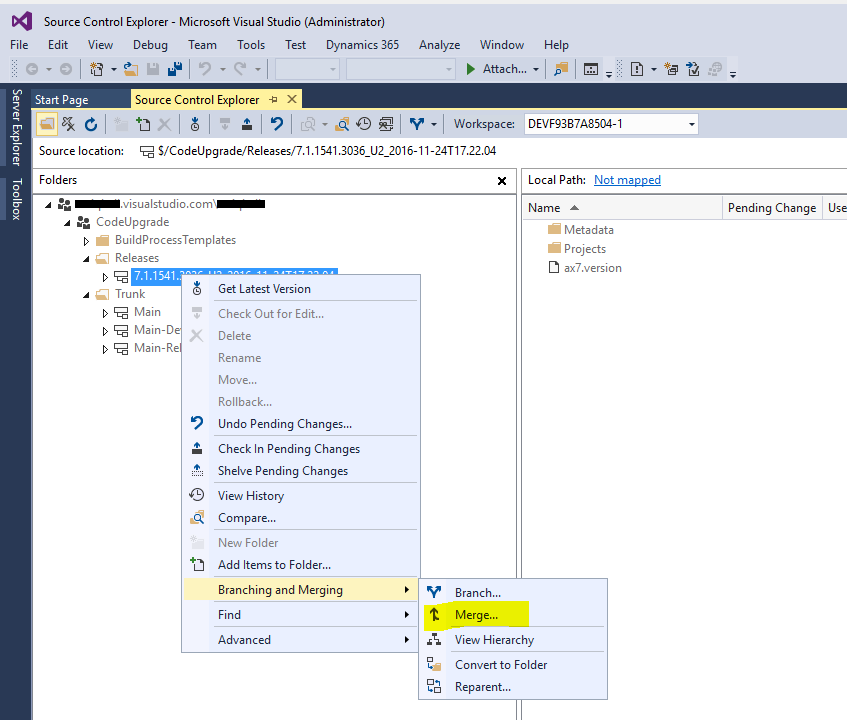 Source Control Explorer - Microsoft Visual Studio (Administrator)
File Edit View Debug Team Tools Test Dynamics 365 Analyze Window Help
Attach...
Server Explorer
Toolbox
Start Page Source Control Explorer
Workspace: DEVF93B7A8504-1
Source location: $/CodeUpgrade/Releases/7.1.1541.3036_U2_2016-11-24T17.22.04
Folders
.visualstudio.com\
CodeUpgrade
BuildProcessTemplates
Releases
7.1.1541.3036_U2_2016-11-24T17.22.04
Trunk
Main
Main-De
Main-Rel
Get Latest Version
Check Out for Edit...
Delete
Rename
Move...
Rollback...
Undo Pending Changes...
Check In Pending Changes
Shelve Pending Changes
View History
Compare...
New Folder
Add Items to Folder...
Branching and Merging
Find
Advanced
Branch...
Merge...
View Hierarchy
Convert to Folder
Reparent...
Local Path: Not mapped
Name Pending Change Use
Metadata
Projects
ax7.version